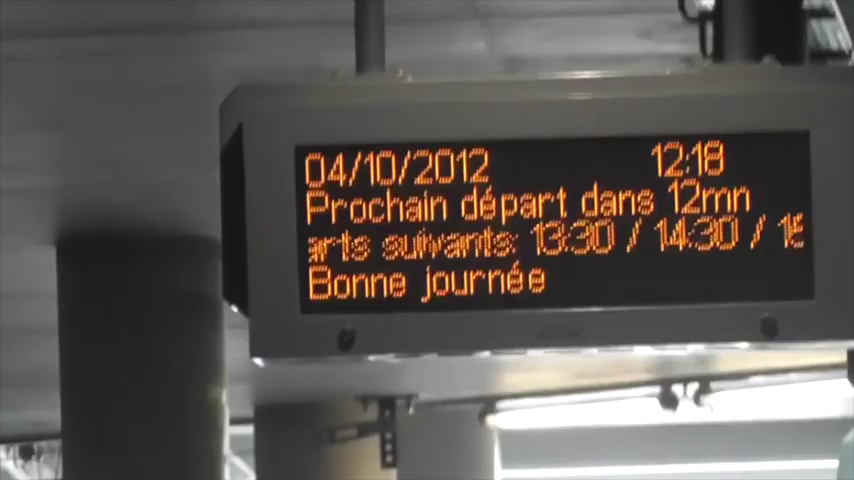 04/10/2012 12:18
Prochain départ dans 12mn
arts suivants: 13:30 / 14:30 / 
Bonne journée